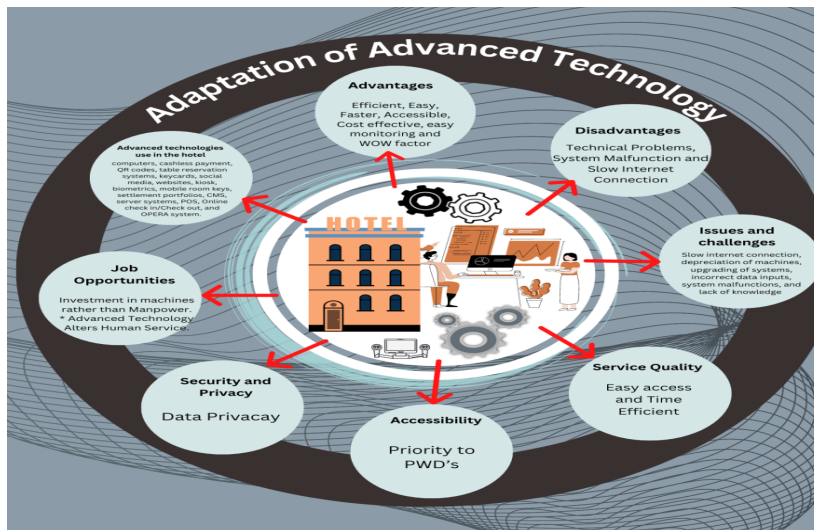 Adaptation of Advanced Technology
Advantages
Efficient, Easy,
Faster, Accessible,
Cost effective, easy
monitoring and
WOW factor
Disadvantages
Technical Problems,
System Malfunction and
Slow Internet
Connection
Advanced technologies
use in the hotel
computers, cashless payment,
QR codes, table reservation
systems, keycards, social
media, websites, kiosk,
biometrics, mobile room keys,
settlement portfolios, CMS,
server systems, POS, Online
check in/Check out, and
OPERA system.
HOTEL
Issues and
challenges
Slow internet connection,
depreciation of machines,
upgrading of systems,
incorrect data inputs,
system malfunctions, and
lack of knowledge
Job
Opportunities
Investment in machines
rather than Manpower.
* Advanced Technology
Alters Human Service.
Service Quality
Easy access
and Time
Efficient
Security and
Privacy
Data Privacay
Accessibility
Priority to
PWD's